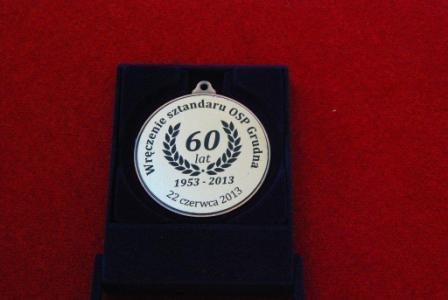 Wręczenie sztandaru OSP Grudna
60
lat
1953 - 2013
22 czerwca 2013